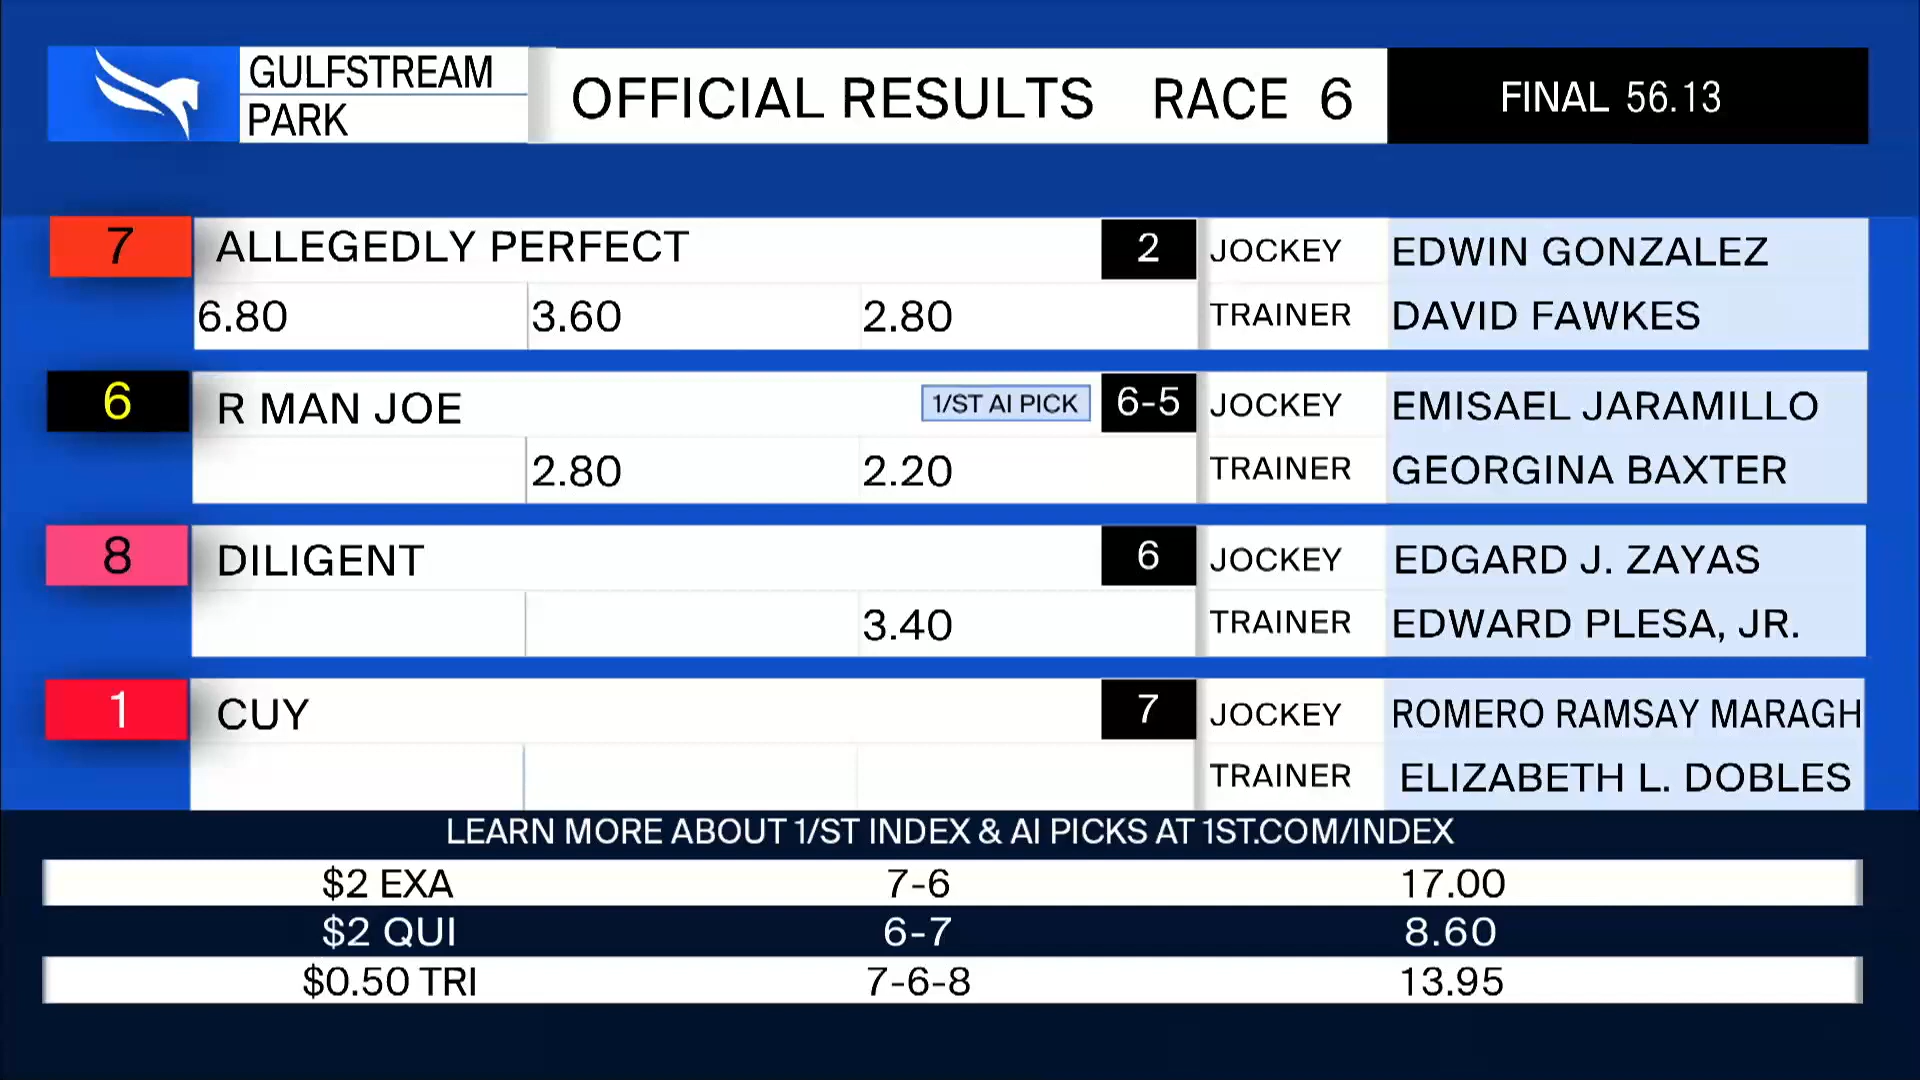 GULFSTREAM
PARK
OFFICIAL RESULTS RACE 6
FINAL 56.13
7 ALLEGEDLY PERFECT 2 JOCKEY EDWIN GONZALEZ
6.80 3.60 2.80 TRAINER DAVID FAWKES
6 R MAN JOE 1/ST AI PICK 6-5 JOCKEY EMISAEL JARAMILLO
2.80 2.20 TRAINER GEORGINA BAXTER
8 DILIGENT 6 JOCKEY EDGARD J. ZAYAS
3.40 TRAINER EDWARD PLESA, JR.
1 CUY 7 JOCKEY ROMERO RAMSAY MARAGH
TRAINER ELIZABETH L. DOBLES
LEARN MORE ABOUT 1/ST INDEX & AI PICKS AT 1ST.COM/INDEX
$2 EXA 7-6 17.00
$2 QUI 6-7 8.60
$0.50 TRI 7-6-8 13.95